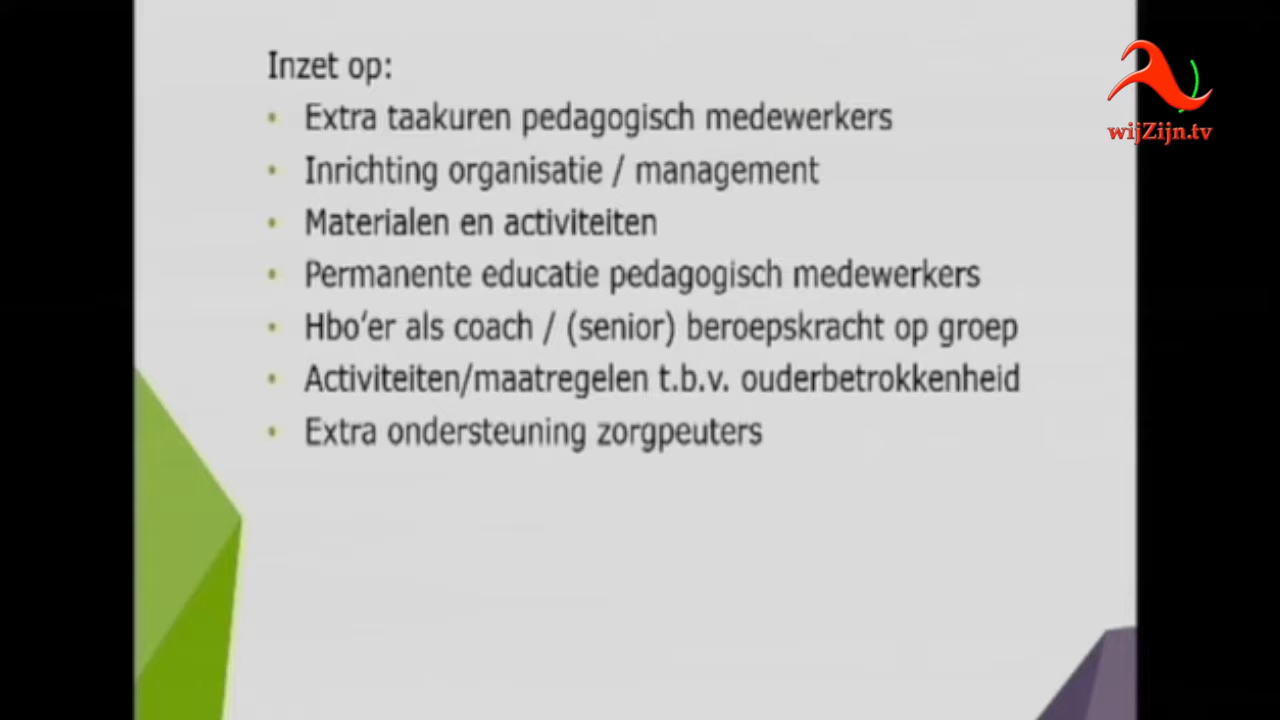 Inzet op:
• Extra taakuren pedagogisch medewerkers
• Inrichting organisatie / management
• Materialen en activiteiten
• Permanente educatie pedagogisch medewerkers
• Hbo’er als coach / (senior) beroepskracht op groep
• Activiteiten/maatregelen t.b.v. ouderbetrokkenheid
• Extra ondersteuning zorgpeuters
wijZijn.tv